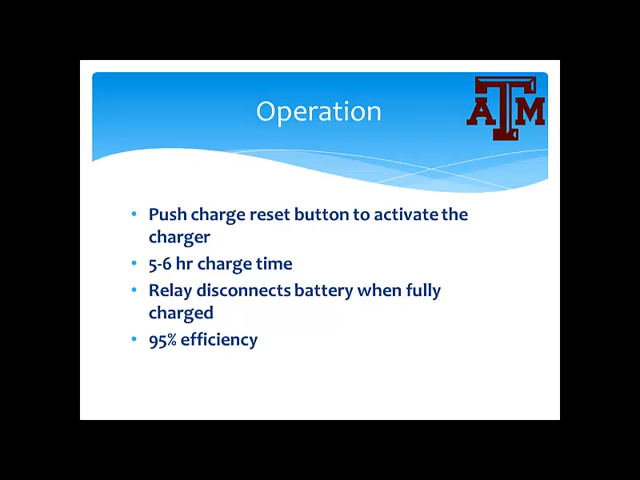 Operation
ATM
• Push charge reset button to activate the
charger
• 5-6 hr charge time
• Relay disconnects battery when fully
charged
• 95% efficiency